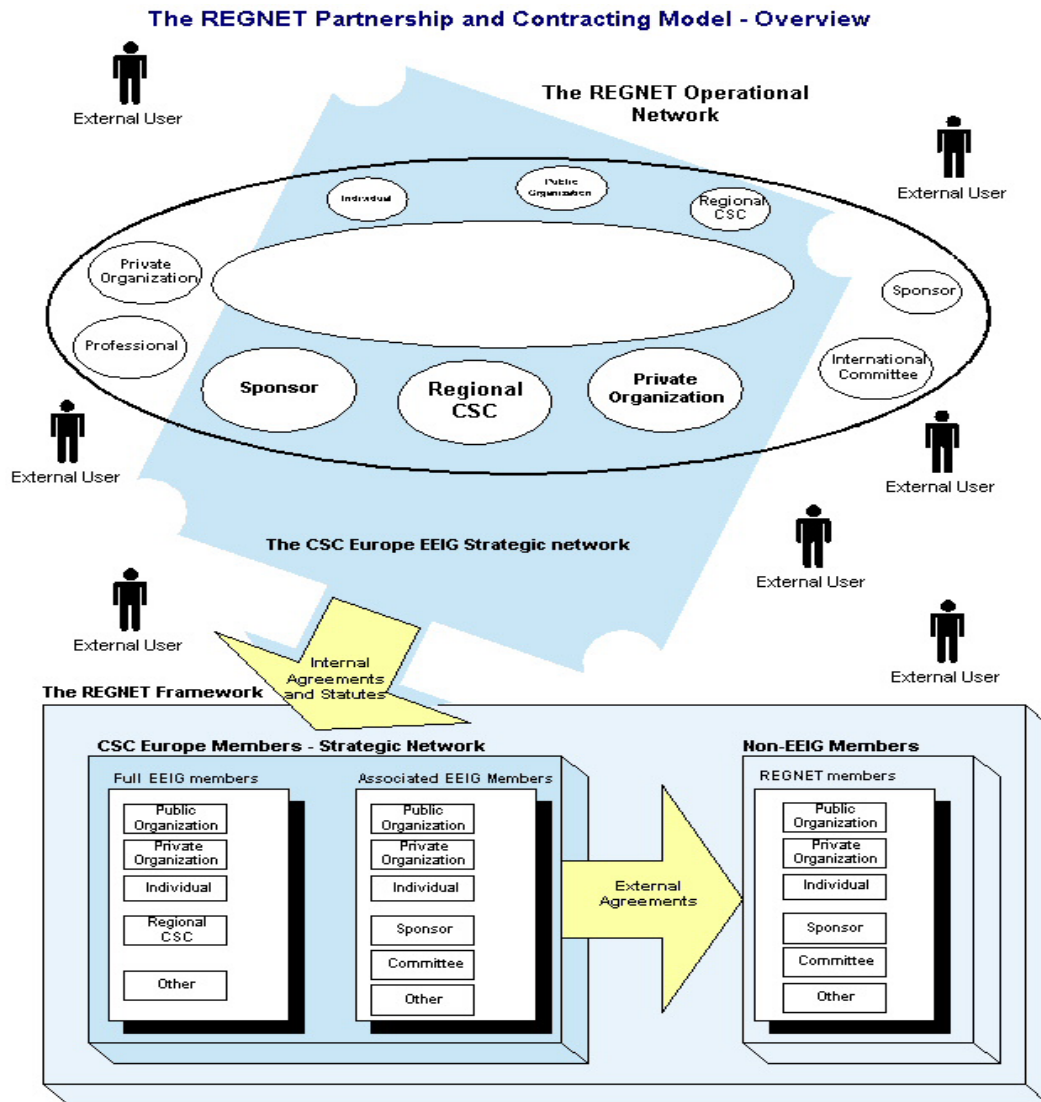 The REGNET Partnership and Contracting Model - Overview
External User
The REGNET Operational
Network
External User
Individual
Public
Organization
Regional
CSC
Private
Organization
Sponsor
Professional
International
Committee
Sponsor
Regional
CSC
Private
Organization
External User
External User
The CSC Europe EEIG Strategic network
External User
External User
External User
Internal
Agreements
and Statutes
The REGNET Framework
CSC Europe Members - Strategic Network
Non-EEIG Members
Full EEIG members
Associated EEIG Members
REGNET members
Public
Organization
Private
Organization
Individual
Regional
CSC
Other
Public
Organization
Private
Organization
Individual
Sponsor
Committee
Other
External
Agreements
Public
Organization
Private
Organization
Individual
Sponsor
Committee
Other